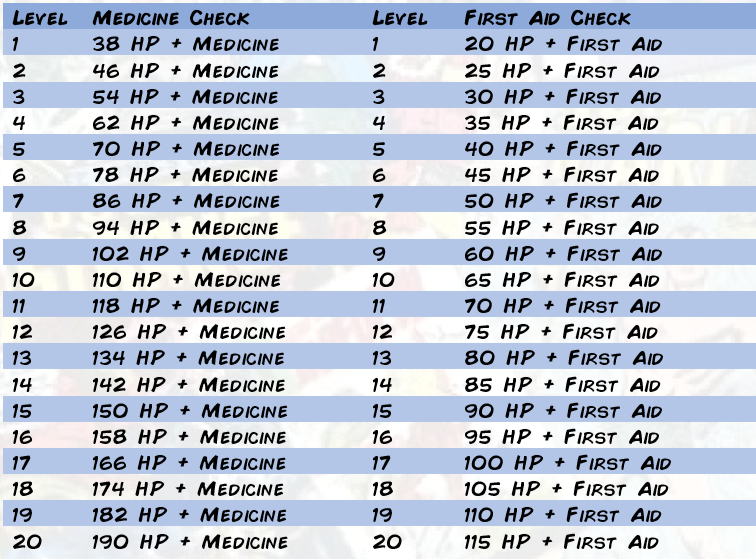 Level Medicine Check Level First Aid Check
1 38 HP + Medicine 1 20 HP + First Aid
2 46 HP + Medicine 2 25 HP + First Aid
3 54 HP + Medicine 3 30 HP + First Aid
4 62 HP + Medicine 4 35 HP + First Aid
5 70 HP + Medicine 5 40 HP + First Aid
6 78 HP + Medicine 6 45 HP + First Aid
7 86 HP + Medicine 7 50 HP + First Aid
8 94 HP + Medicine 8 55 HP + First Aid
9 102 HP + Medicine 9 60 HP + First Aid
10 110 HP + Medicine 10 65 HP + First Aid
11 118 HP + Medicine 11 70 HP + First Aid
12 126 HP + Medicine 12 75 HP + First Aid
13 134 HP + Medicine 13 80 HP + First Aid
14 142 HP + Medicine 14 85 HP + First Aid
15 150 HP + Medicine 15 90 HP + First Aid
16 158 HP + Medicine 16 95 HP + First Aid
17 166 HP + Medicine 17 100 HP + First Aid
18 174 HP + Medicine 18 105 HP + First Aid
19 182 HP + Medicine 19 110 HP + First Aid
20 190 HP + Medicine 20 115 HP + First Aid